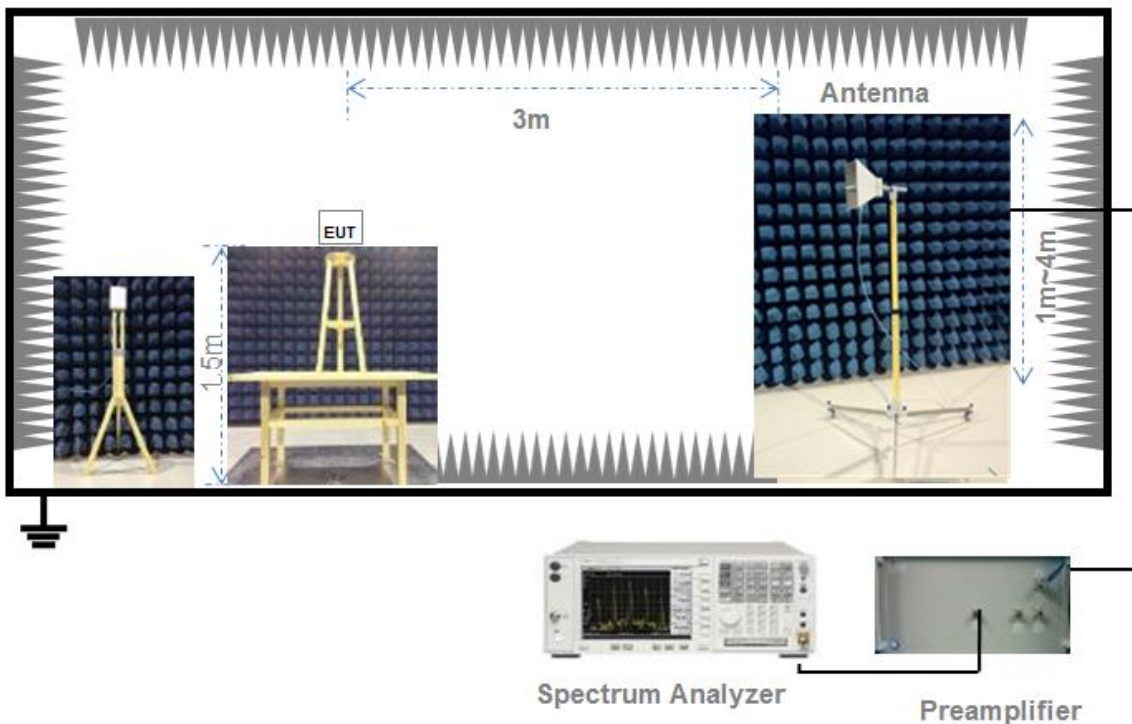 3m
Antenna
EUT
1.5m
1m~4m
Spectrum Analyzer
Preamplifier